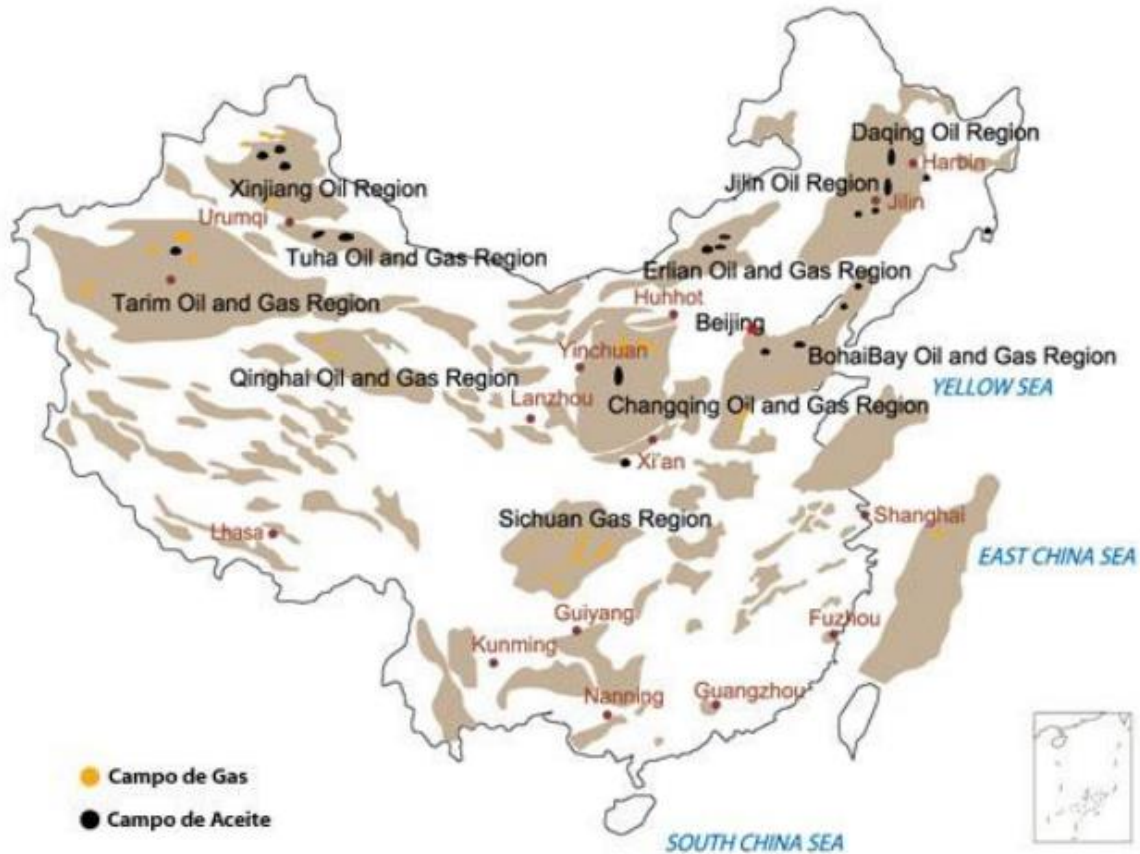 Daqing Oil Region
Harbin
Jilin Oil Region
Jilin
Xinjiang Oil Region
Urumqi
Tuha Oil and Gas Region
Erlian Oil and Gas Region
Tarim Oil and Gas Region
Huhhot
Beijing
Yinchuan
BohaiBay Oil and Gas Region
Qinghai Oil and Gas Region
YELLOW SEA
Lanzhou
Changqing Oil and Gas Region
Xi'an
Sichuan Gas Region
Shanghai
Lhasa
EAST CHINA SEA
Guiyang
Fuzhou
Kunming
Nanning
Guangzhou
Campo de Gas
Campo de Aceite
SOUTH CHINA SEA